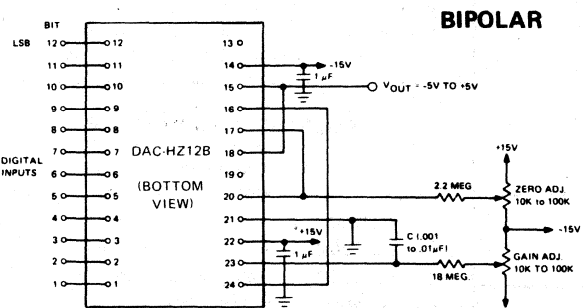 BIPOLAR
BIT
LSB 12 12 13
11 11 14 -15V
1 µF
10 10 15 VOUT = -5V TO +5V
9 9 16
8 8 17
DIGITAL INPUTS
7 7 DAC-HZ12B 18
+15V
6 6 (BOTTOM VIEW) 19
5 5 20 2.2 MEG ZERO ADJ. 10K to 100K
4 4 21 C (.001 to .01µF)
-15V
3 3 22 +15V
1 µF
2 2 23 18 MEG. GAIN ADJ. 10K TO 100K
1 1 24